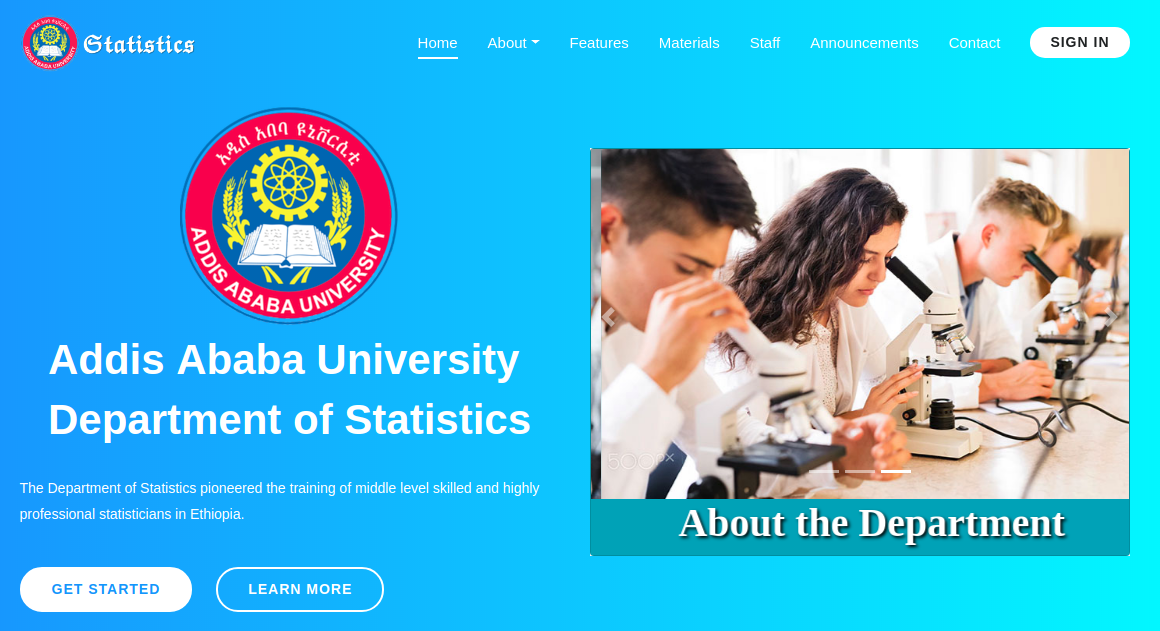 Statistics
Home
About
Features
Materials
Staff
Announcements
Contact
SIGN IN
አዲስ አበባ ዩኒቨርሲቲ
ADDIS ABABA UNIVERSITY
Addis Ababa University
Department of Statistics
The Department of Statistics pioneered the training of middle level skilled and highly
professional statisticians in Ethiopia.
GET STARTED
LEARN MORE
500px
About the Department